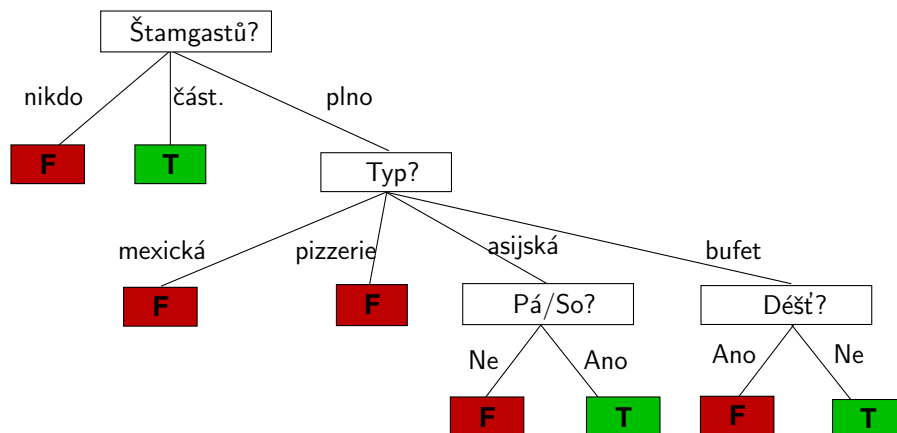 Štamgastů?
nikdo část. plno
F T
Typ?
mexická pizzerie asijská bufet
F F Pá/So? Déšť?
Ne Ano Ano Ne
F T F T